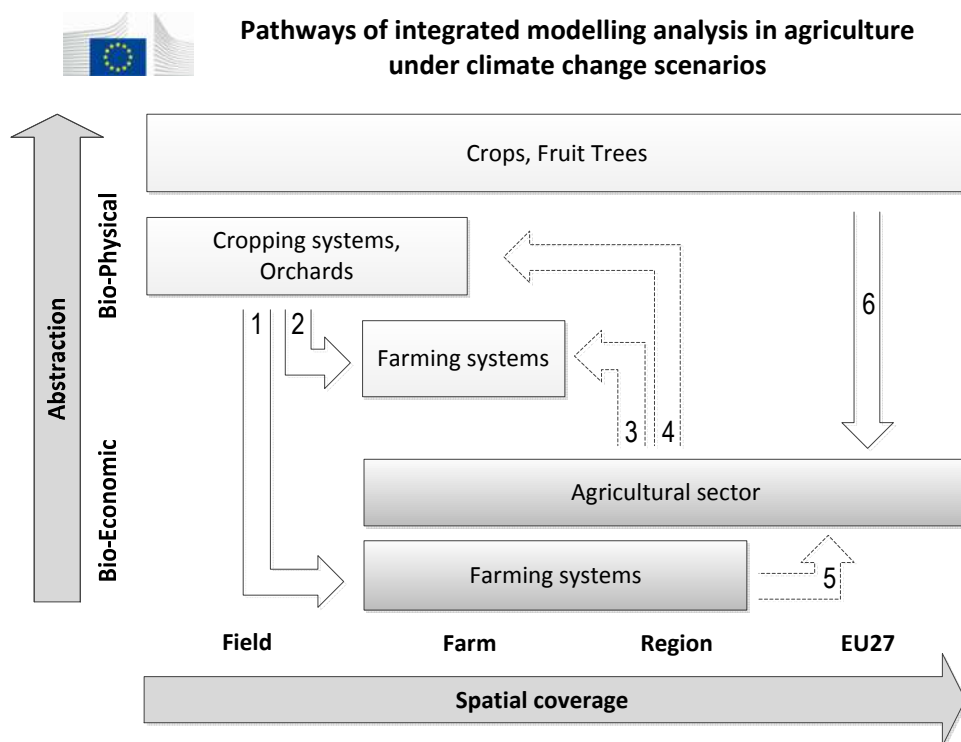 Pathways of integrated modelling analysis in agriculture
under climate change scenarios
Crops, Fruit Trees
Cropping systems,
Orchards
1
2
Farming systems
3
4
6
Agricultural sector
Farming systems
5
Abstraction
Bio-Physical
Bio-Economic
Field
Farm
Region
EU27
Spatial coverage